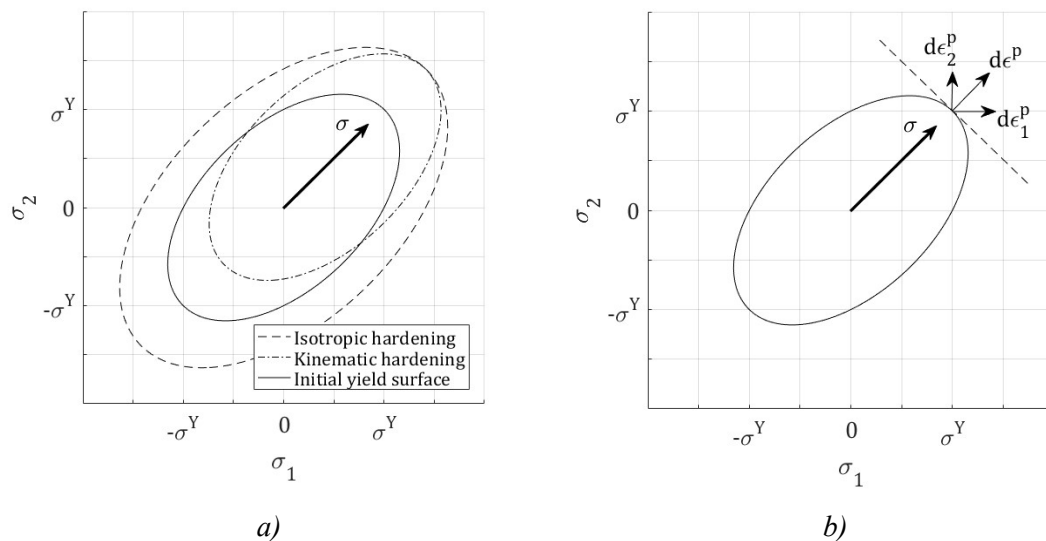 σ^Y
0
-σ^Y
σ_2
σ
Isotropic hardening
Kinematic hardening
Initial yield surface
-σ^Y
0
σ^Y
σ_1
a)
σ^Y
0
-σ^Y
σ_2
σ
dϵ_2^p
dϵ^p
dϵ_1^p
-σ^Y
0
σ^Y
σ_1
b)